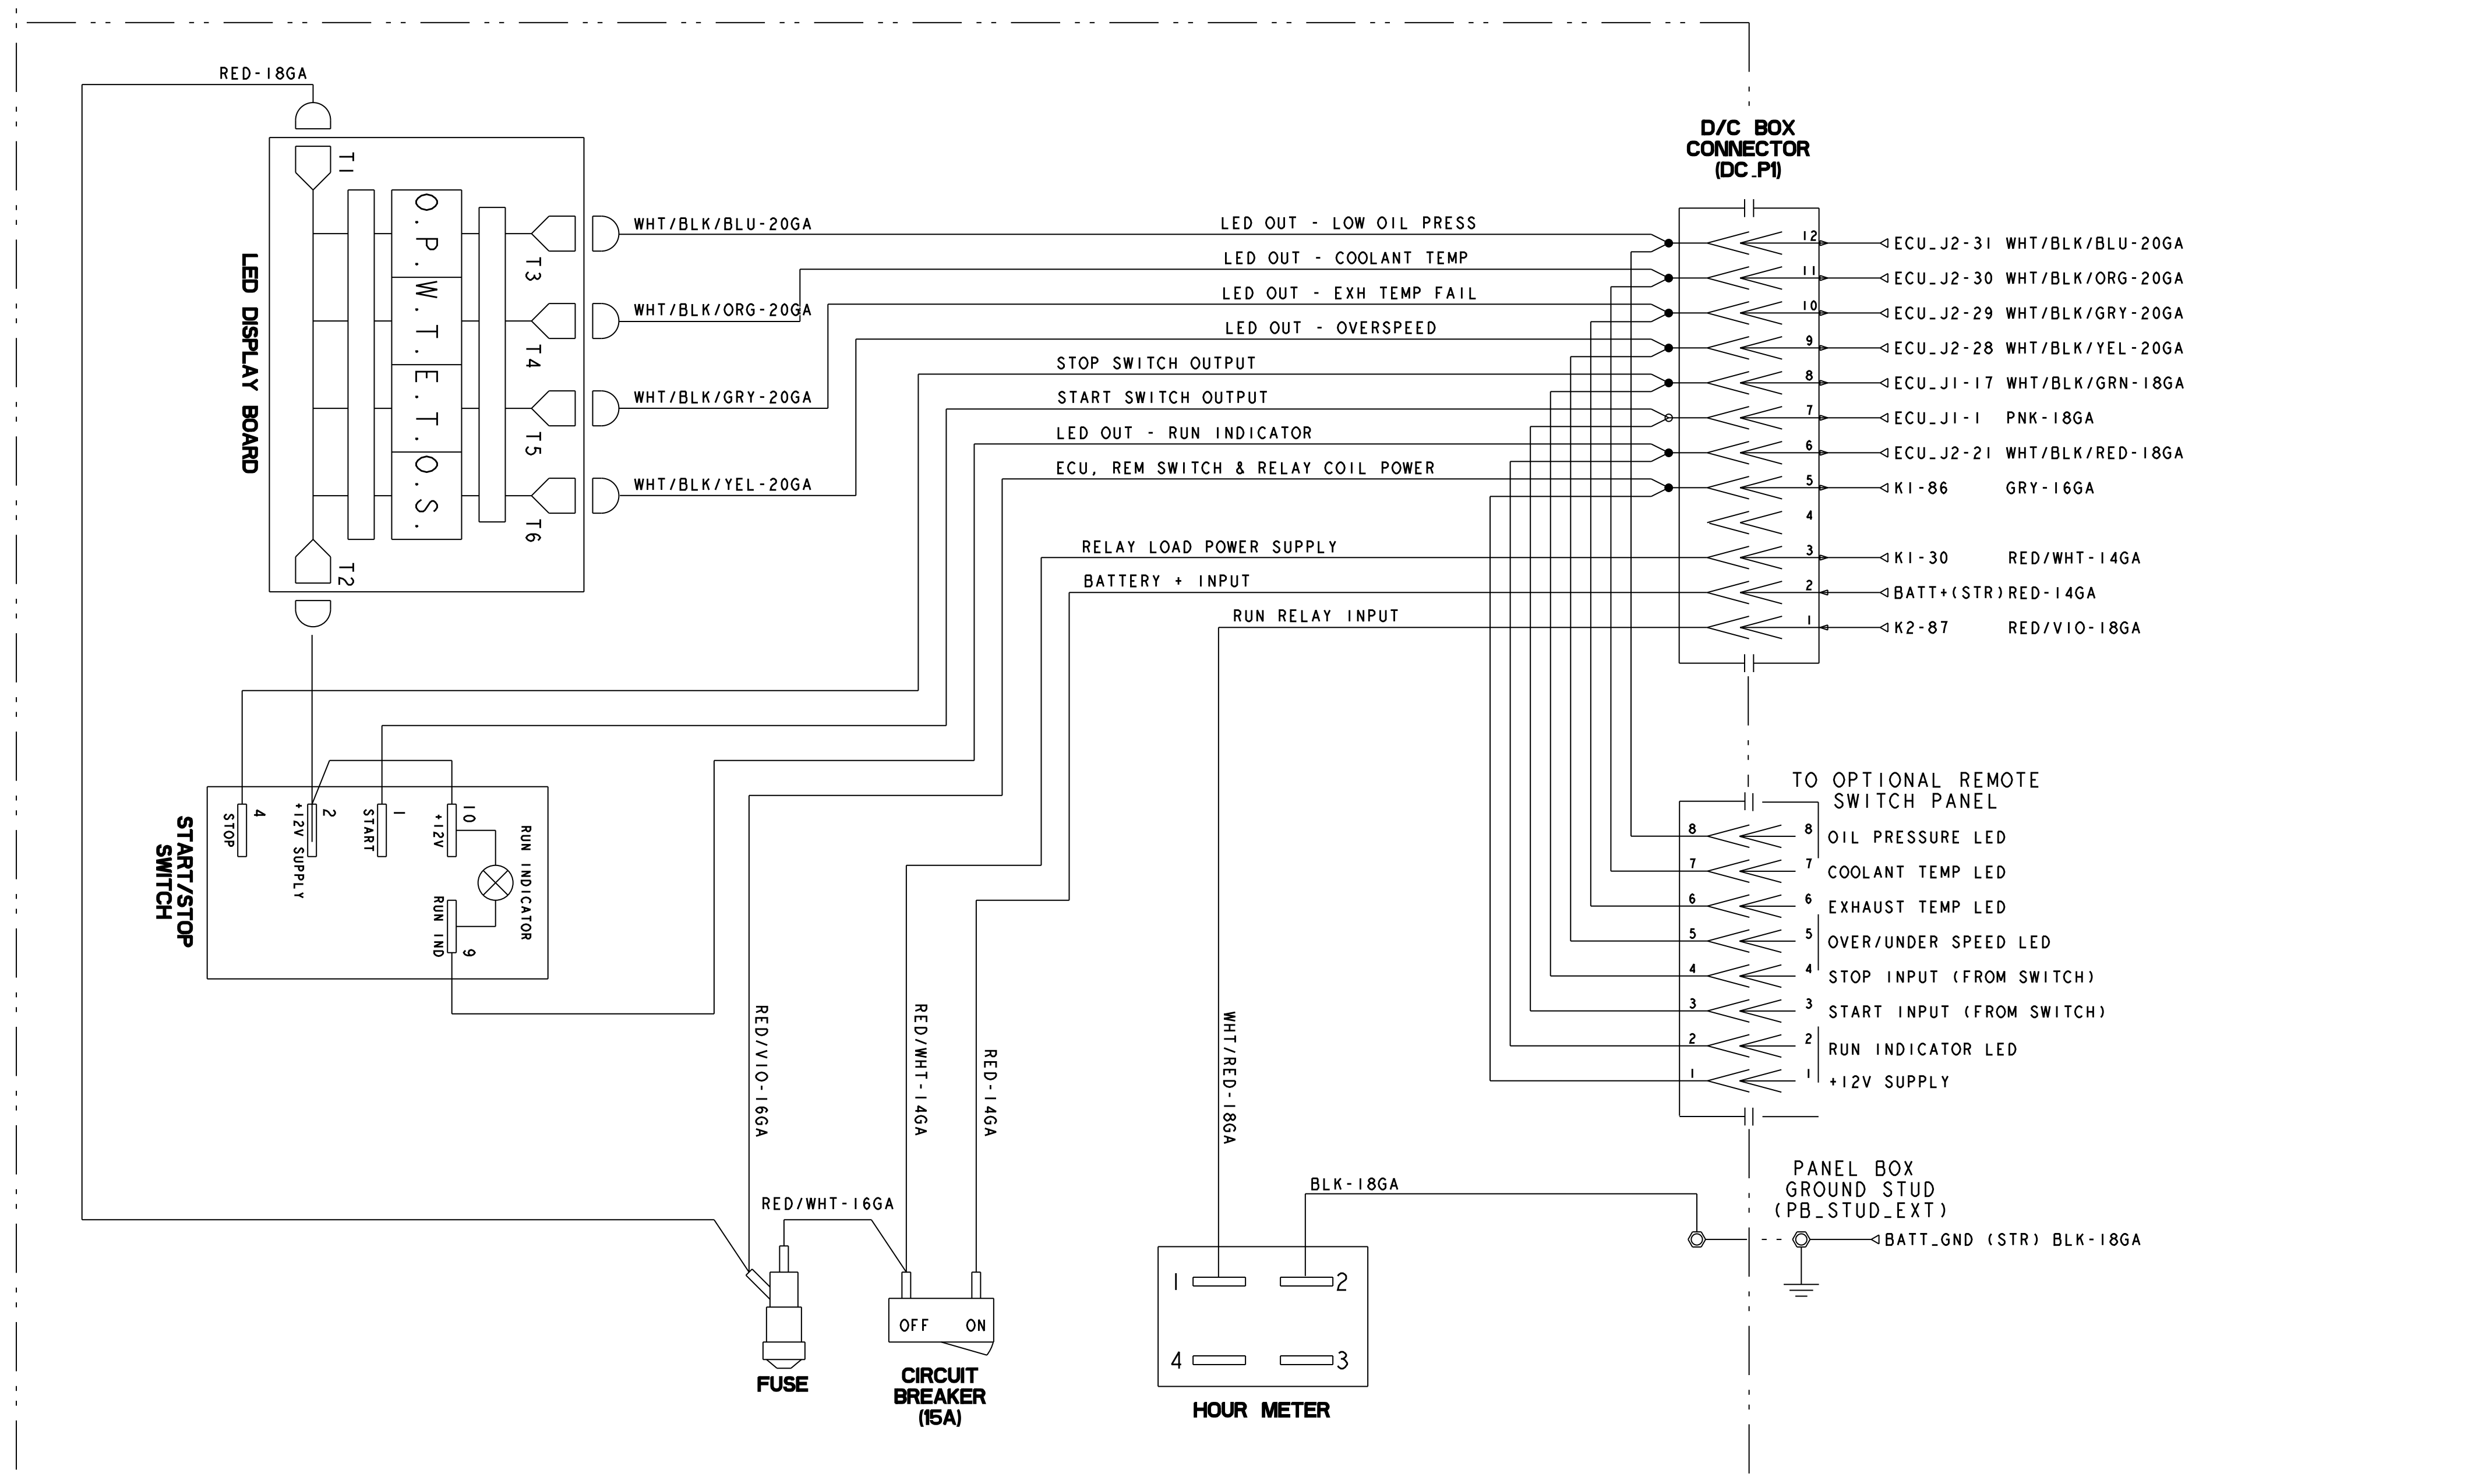 RED-18GA
D/C BOX
CONNECTOR
(DC_P1)
LED DISPLAY BOARD
T1
O.P.
W.T.
E.T.
O.S.
T3
T4
T5
T6
T2
WHT/BLK/BLU-20GA
WHT/BLK/ORG-20GA
WHT/BLK/GRY-20GA
WHT/BLK/YEL-20GA
LED OUT - LOW OIL PRESS
LED OUT - COOLANT TEMP
LED OUT - EXH TEMP FAIL
LED OUT - OVERSPEED
STOP SWITCH OUTPUT
START SWITCH OUTPUT
LED OUT - RUN INDICATOR
ECU, REM SWITCH & RELAY COIL POWER
RELAY LOAD POWER SUPPLY
BATTERY + INPUT
RUN RELAY INPUT
12 ECU_J2-31 WHT/BLK/BLU-20GA
11 ECU_J2-30 WHT/BLK/ORG-20GA
10 ECU_J2-29 WHT/BLK/GRY-20GA
9 ECU_J2-28 WHT/BLK/YEL-20GA
8 ECU_J1-17 WHT/BLK/GRN-18GA
7 ECU_J1-1 PNK-18GA
6 ECU_J2-21 WHT/BLK/RED-18GA
5 K1-86 GRY-16GA
4
3 K1-30 RED/WHT-14GA
2 BATT+(STR) RED-14GA
1 K2-87 RED/VIO-18GA
START/STOP
SWITCH
4
STOP
2
+12V SUPPLY
1
START
10
+12V
RUN INDICATOR
RUN IND
9
TO OPTIONAL REMOTE
SWITCH PANEL
8 8 OIL PRESSURE LED
7 7 COOLANT TEMP LED
6 6 EXHAUST TEMP LED
5 5 OVER/UNDER SPEED LED
4 4 STOP INPUT (FROM SWITCH)
3 3 START INPUT (FROM SWITCH)
2 2 RUN INDICATOR LED
1 1 +12V SUPPLY
RED/VIO-16GA
RED/WHT-14GA
RED-14GA
WHT/RED-18GA
RED/WHT-16GA
BLK-18GA
PANEL BOX
GROUND STUD
(PB_STUD_EXT)
BATT_GND (STR) BLK-18GA
FUSE
OFF ON
CIRCUIT
BREAKER
(15A)
1 2
4 3
HOUR METER